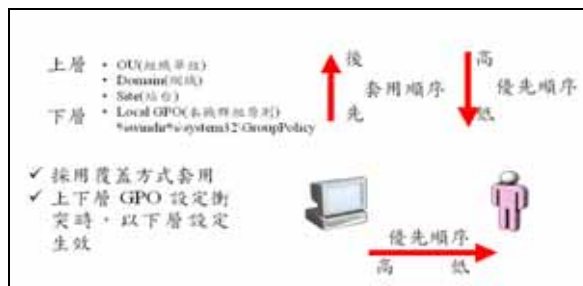 上層
• OU(組織單位)
• Domain(網域)
• Site(站台)
下層
• Local GPO(本機群組原則)
%windir%\system32\GroupPolicy
後
套用順序
先
高
優先順序
低
✓ 採用覆蓋方式套用
✓ 上下層 GPO 設定衝
突時，以下層設定
生效
優先順序
高 低